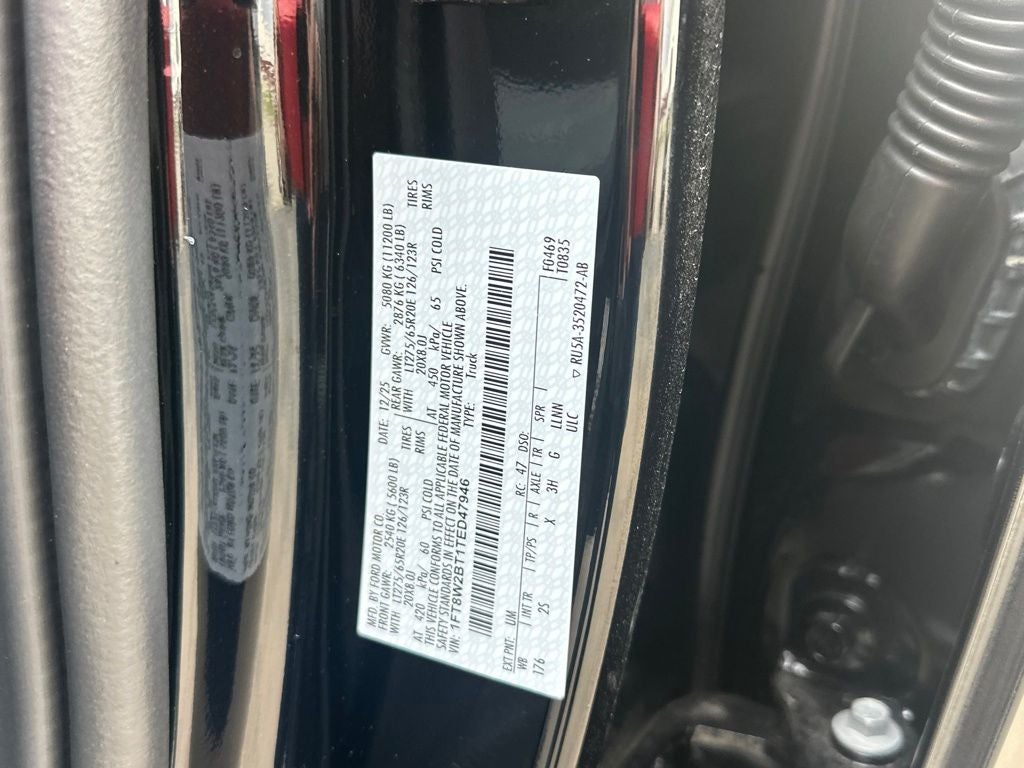 MFD. BY FORD MOTOR CO.
DATE: 12/25 GVWR: 5080 KG (11200 LB)
FRONT GAWR: 2540 KG ( 5600 LB) REAR GAWR: 2876 KG ( 6340 LB)
WITH LT275/65R20E 126/123R TIRES WITH LT275/65R20E 126/123R TIRES
20X8.0J RIMS 20X8.0J RIMS
AT 420 kPa/ 60 PSI COLD AT 450 kPa/ 65 PSI COLD
THIS VEHICLE CONFORMS TO ALL APPLICABLE FEDERAL MOTOR VEHICLE
SAFETY STANDARDS IN EFFECT ON THE DATE OF MANUFACTURE SHOWN ABOVE.
VIN: 1FT8W2BT1TED47946 TYPE: Truck
EXT PNT: UM RC: 47 DSO: F0469
WB INT TR TP/PS R AXLE TR SPR T0835
176 2S X 3H G LLMN
ULC
▽ RU5A-3520472-AB